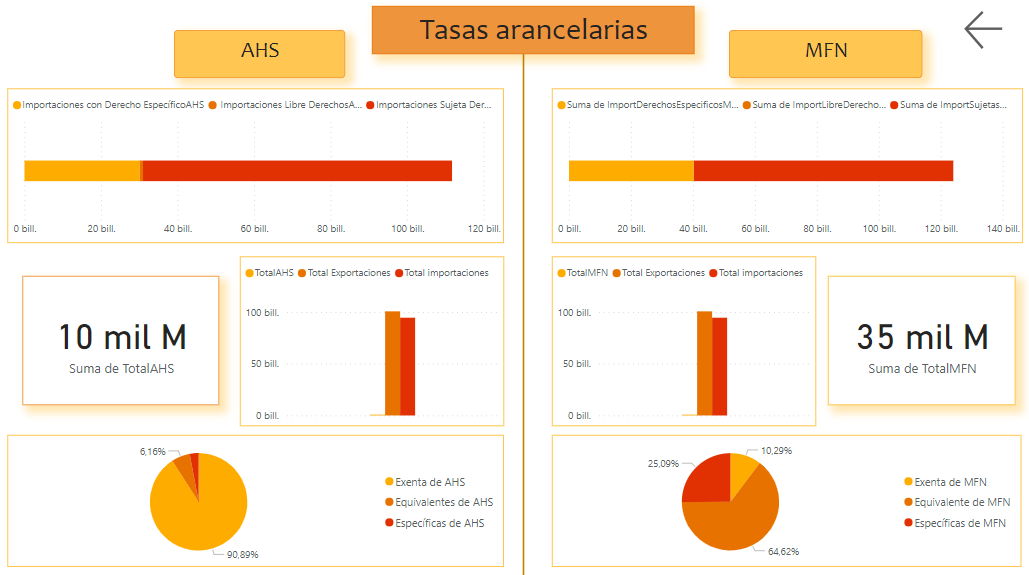 Tasas arancelarias
AHS
Importaciones con Derecho EspecíficoAHS Importaciones Libre DerechosA... Importaciones Sujeta Der...
0 bill. 20 bill. 40 bill. 60 bill. 80 bill. 100 bill. 120 bill.
10 mil M
Suma de TotalAHS
TotalAHS Total Exportaciones Total importaciones
100 bill.
50 bill.
0 bill.
6,16%
90,89%
Exenta de AHS
Equivalentes de AHS
Específicas de AHS
MFN
Suma de ImportDerechosEspecificosM... Suma de ImportLibreDerecho... Suma de ImportSujetas...
0 bill. 20 bill. 40 bill. 60 bill. 80 bill. 100 bill. 120 bill. 140 bill.
TotalMFN Total Exportaciones Total importaciones
100 bill.
50 bill.
0 bill.
35 mil M
Suma de TotalMFN
10,29%
25,09%
64,62%
Exenta de MFN
Equivalente de MFN
Específicas de MFN